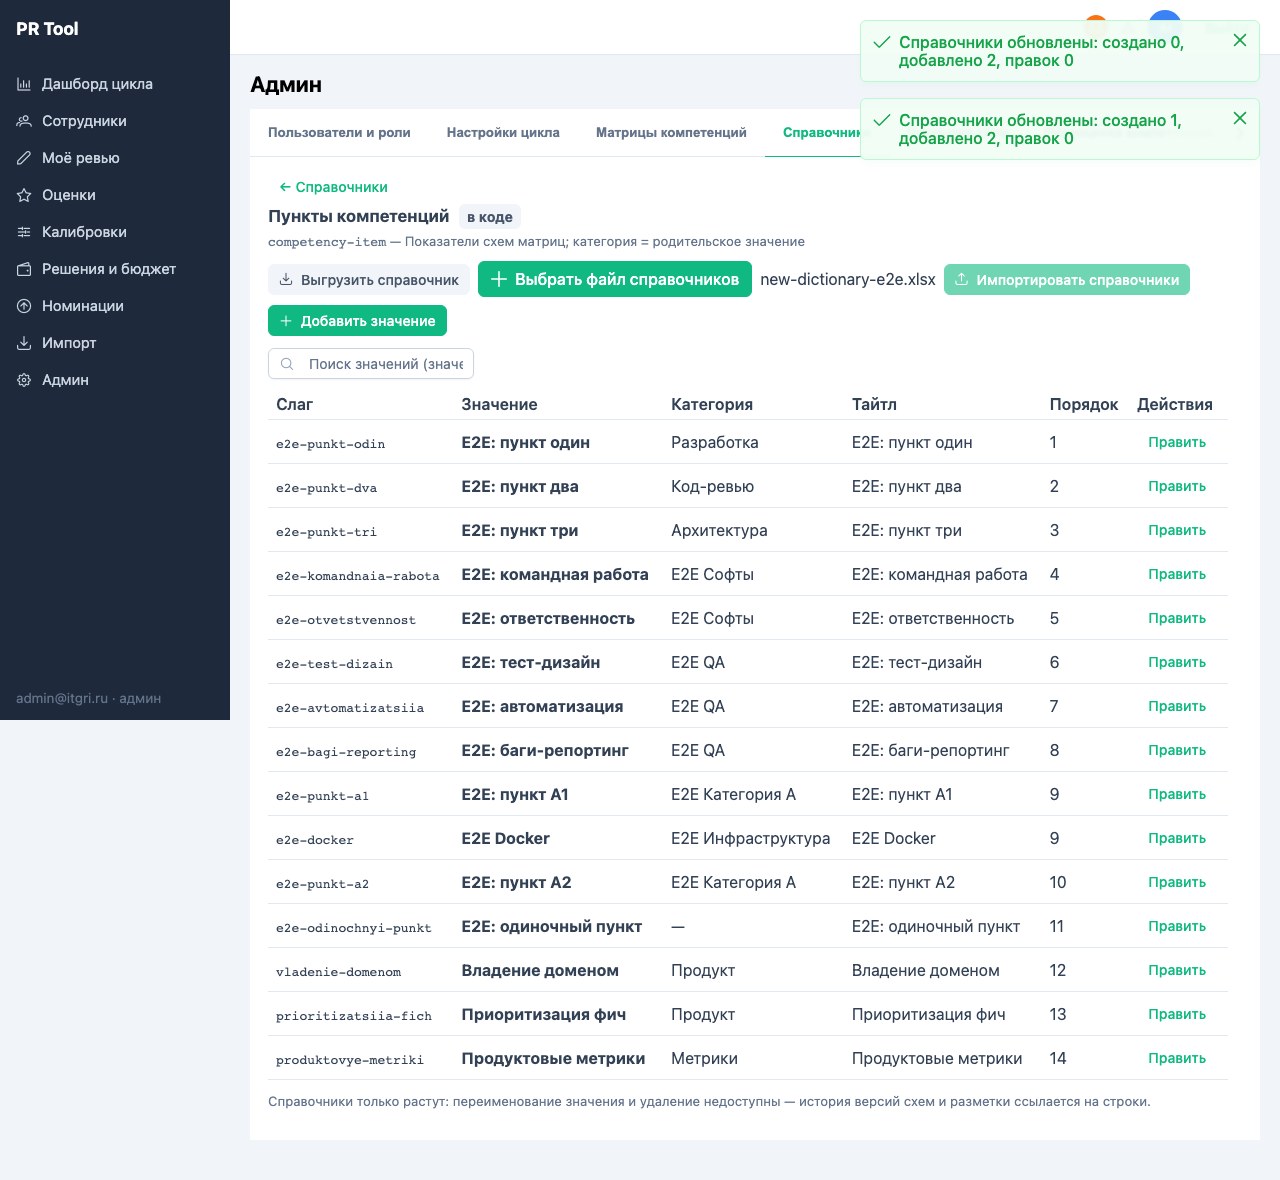 PR Tool
Дашборд цикла
Сотрудники
Моё ревью
Оценки
Калибровки
Решения и бюджет
Номинации
Импорт
Админ
admin@itgri.ru · админ
Справочники обновлены: создано 0,
добавлено 2, правок 0
Справочники обновлены: создано 1,
добавлено 2, правок 0
Админ
Пользователи и роли Настройки цикла Матрицы компетенций
← Справочники
Пункты компетенций в коде
competency-item — Показатели схем матриц; категория = родительское значение
Выгрузить справочник Выбрать файл справочников new-dictionary-e2e.xlsx Импортировать справочники
Добавить значение
Поиск значений
Слаг Значение Категория Тайтл Порядок Действия
e2e-punkt-odin E2E: пункт один Разработка E2E: пункт один 1 Править
e2e-punkt-dva E2E: пункт два Код-ревью E2E: пункт два 2 Править
e2e-punkt-tri E2E: пункт три Архитектура E2E: пункт три 3 Править
e2e-komandnaia-rabota E2E: командная работа E2E Софты E2E: командная работа 4 Править
e2e-otvetstvennost E2E: ответственность E2E Софты E2E: ответственность 5 Править
e2e-test-dizain E2E: тест-дизайн E2E QA E2E: тест-дизайн 6 Править
e2e-avtomatizatsiia E2E: автоматизация E2E QA E2E: автоматизация 7 Править
e2e-bagi-reporting E2E: баги-репортинг E2E QA E2E: баги-репортинг 8 Править
e2e-punkt-a1 E2E: пункт A1 E2E Категория A E2E: пункт A1 9 Править
e2e-docker E2E Docker E2E Инфраструктура E2E Docker 9 Править
e2e-punkt-a2 E2E: пункт A2 E2E Категория A E2E: пункт A2 10 Править
e2e-odinochnyi-punkt E2E: одиночный пункт — E2E: одиночный пункт 11 Править
vladenie-domenom Владение доменом Продукт Владение доменом 12 Править
prioritizatsiia-fich Приоритизация фич Продукт Приоритизация фич 13 Править
produktovye-metriki Продуктовые метрики Метрики Продуктовые метрики 14 Править
Справочники только растут: переименование значения и удаление недоступны — история версий схем и разметки ссылается на строки.